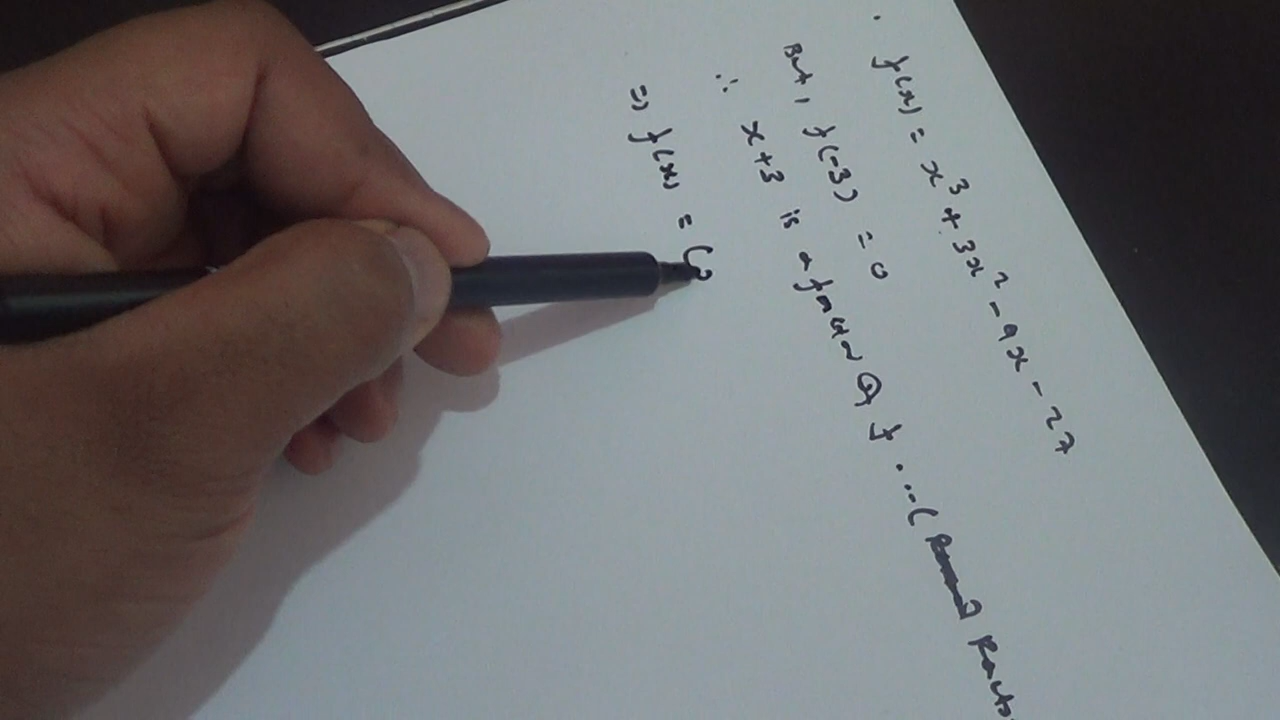 f(x) = x³ + 3x² - 9x - 27
But, f(-3) = 0
∴ x+3 is a factor of f. ...(
=> f(x) = (